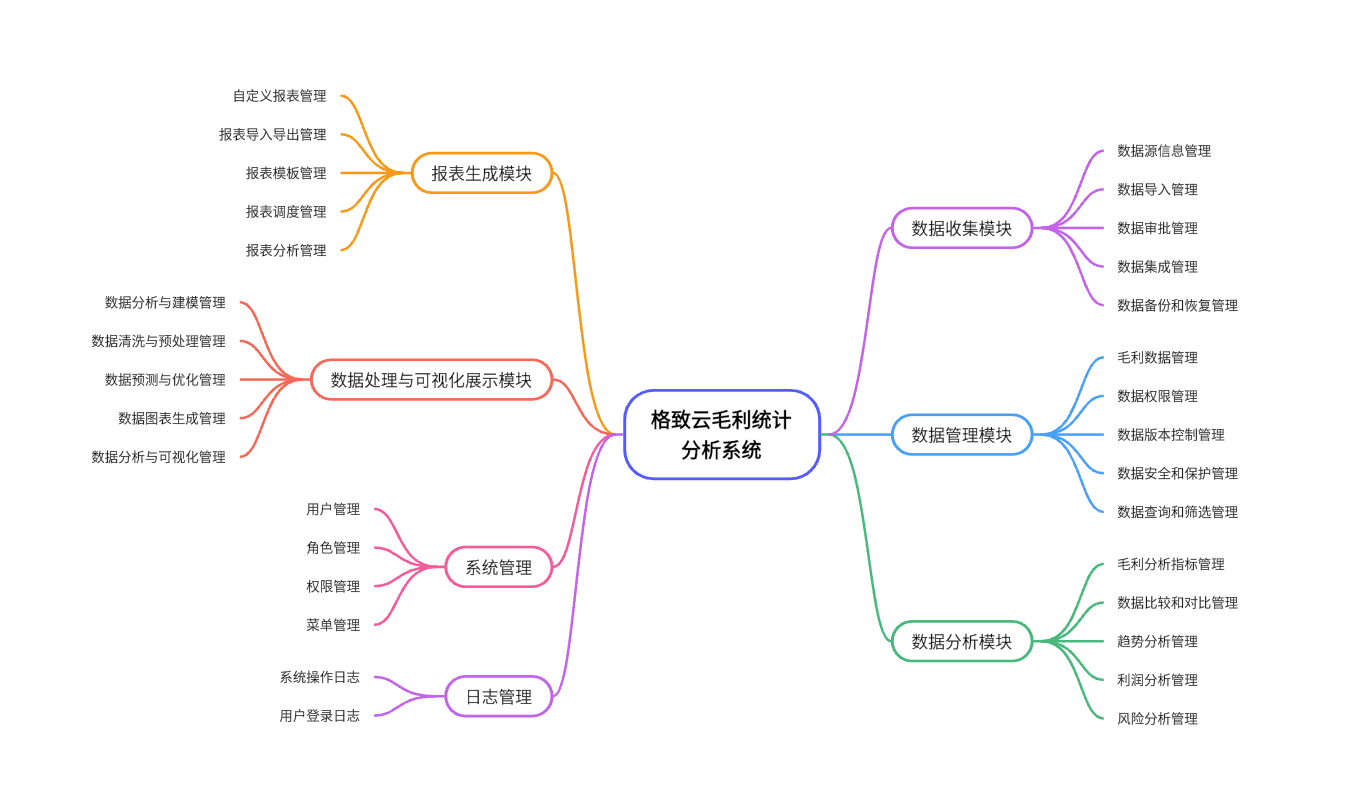 格致云毛利统计
分析系统
报表生成模块
自定义报表管理
报表导入导出管理
报表模板管理
报表调度管理
报表分析管理
数据处理与可视化展示模块
数据分析与建模管理
数据清洗与预处理管理
数据预测与优化管理
数据图表生成管理
数据分析与可视化管理
系统管理
用户管理
角色管理
权限管理
菜单管理
日志管理
系统操作日志
用户登录日志
数据收集模块
数据源信息管理
数据导入管理
数据审批管理
数据集成管理
数据备份和恢复管理
数据管理模块
毛利数据管理
数据权限管理
数据版本控制管理
数据安全和保护管理
数据查询和筛选管理
数据分析模块
毛利分析指标管理
数据比较和对比管理
趋势分析管理
利润分析管理
风险分析管理